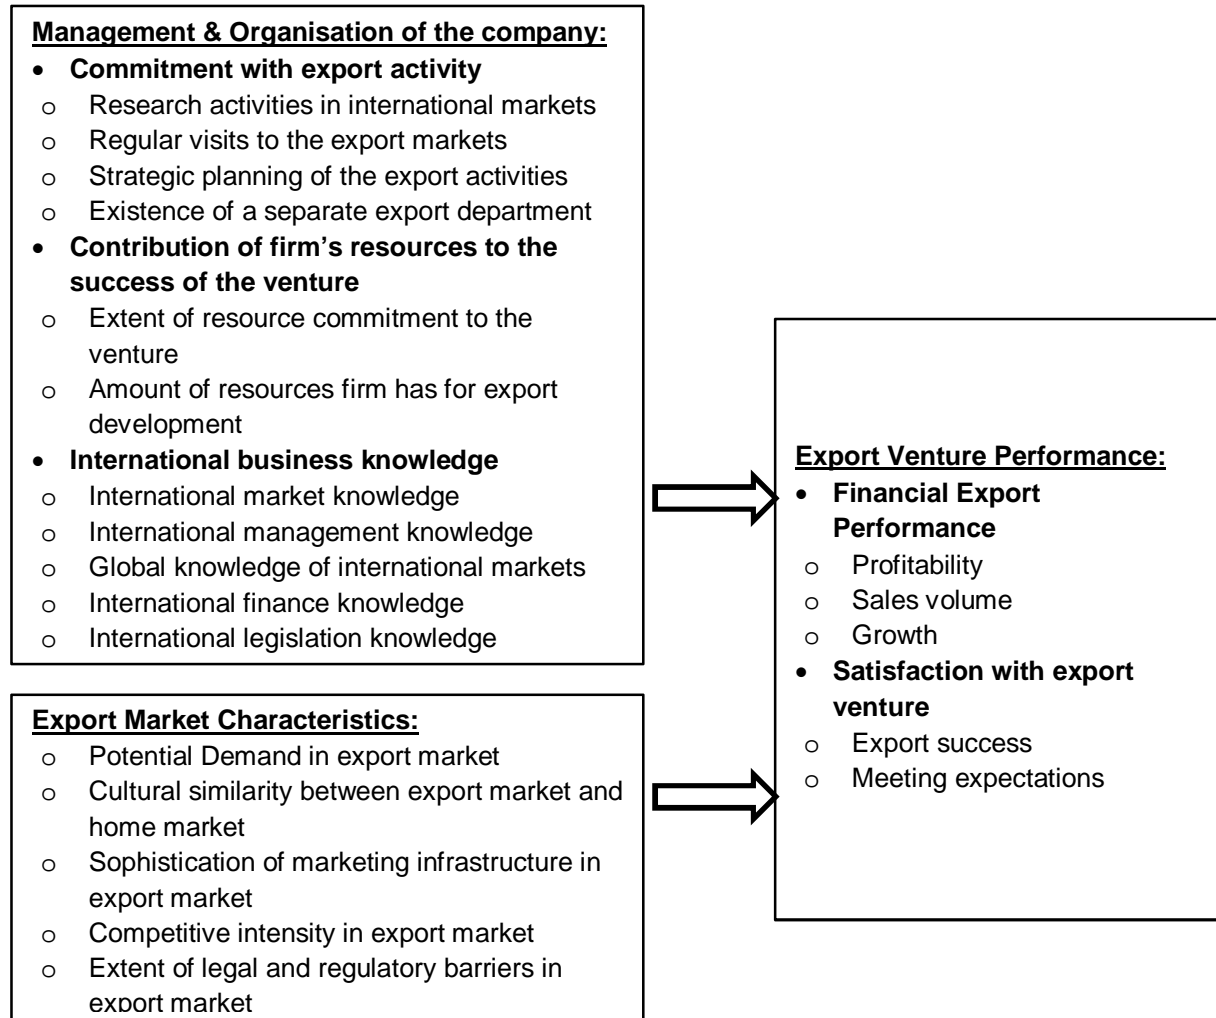 Management & Organisation of the company:
• Commitment with export activity
o Research activities in international markets
o Regular visits to the export markets
o Strategic planning of the export activities
o Existence of a separate export department
• Contribution of firm’s resources to the
success of the venture
o Extent of resource commitment to the
venture
o Amount of resources firm has for export
development
• International business knowledge
o International market knowledge
o International management knowledge
o Global knowledge of international markets
o International finance knowledge
o International legislation knowledge
Export Market Characteristics:
o Potential Demand in export market
o Cultural similarity between export market and
home market
o Sophistication of marketing infrastructure in
export market
o Competitive intensity in export market
o Extent of legal and regulatory barriers in
export market
Export Venture Performance:
• Financial Export
Performance
o Profitability
o Sales volume
o Growth
• Satisfaction with export
venture
o Export success
o Meeting expectations